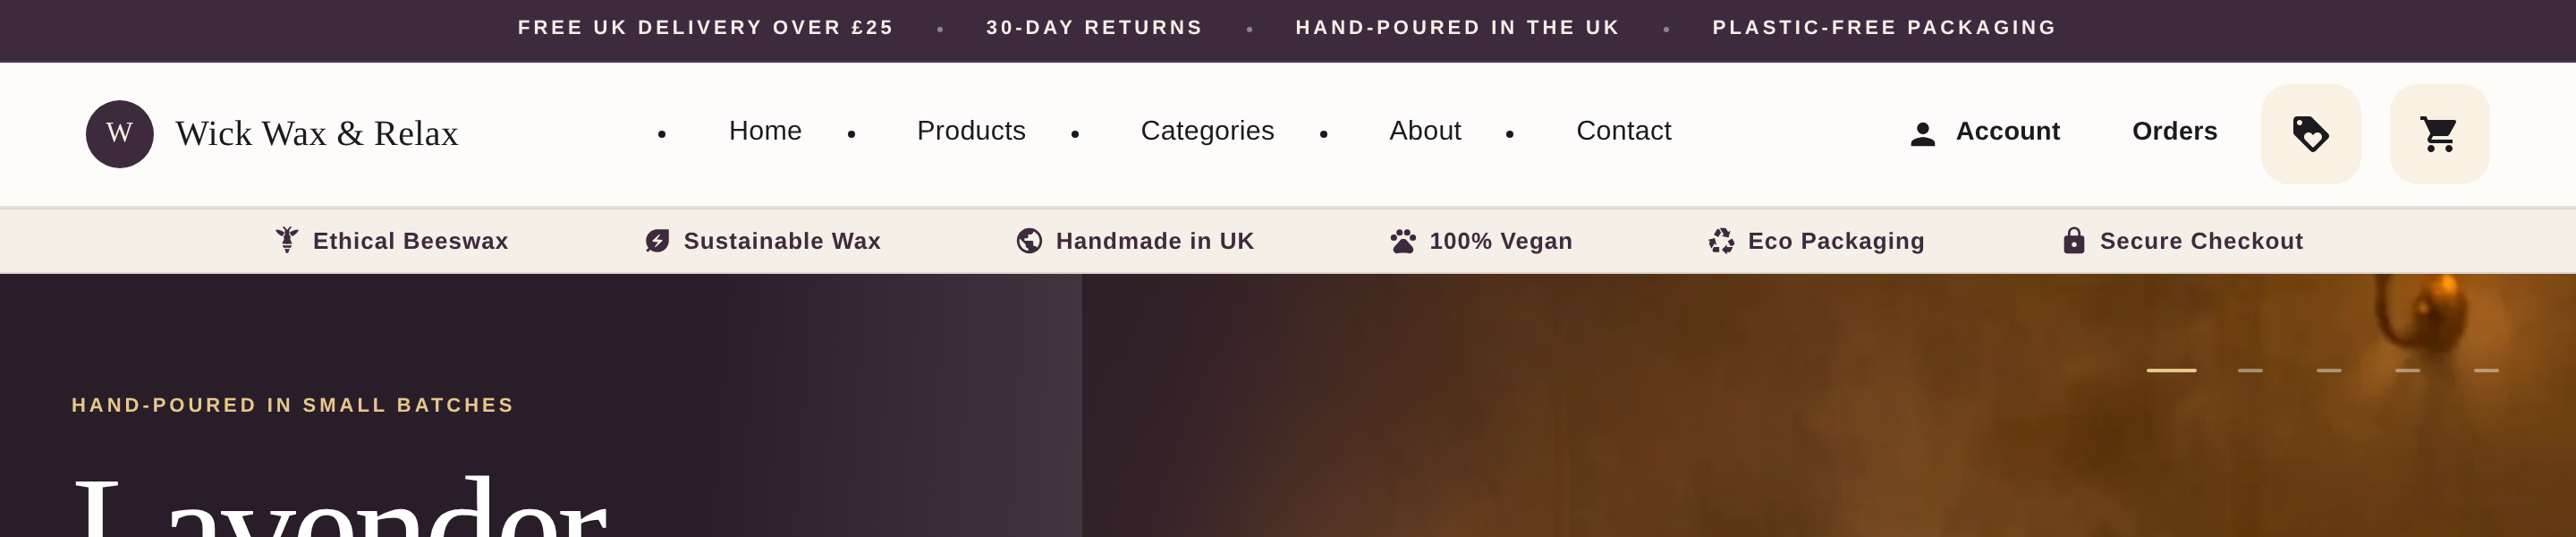 FREE UK DELIVERY OVER £25 • 30-DAY RETURNS • HAND-POURED IN THE UK • PLASTIC-FREE PACKAGING
W Wick Wax & Relax • Home • Products • Categories • About • Contact Account Orders
Ethical Beeswax Sustainable Wax Handmade in UK 100% Vegan Eco Packaging Secure Checkout
HAND-POURED IN SMALL BATCHES
Lavender